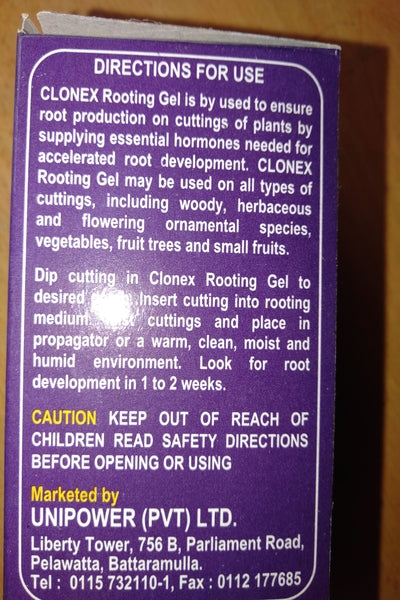 DIRECTIONS FOR USE
CLONEX Rooting Gel is by used to ensure
root production on cuttings of plants by
supplying essential hormones needed for
accelerated root development. CLONEX
Rooting Gel may be used on all types of
cuttings, including woody, herbaceous
and flowering ornamental species,
vegetables, fruit trees and small fruits.
Dip cutting in Clonex Rooting Gel to
desired Insert cutting into rooting
medium. cuttings and place in
propagator or a warm, clean, moist and
humid environment. Look for root
development in 1 to 2 weeks.
CAUTION KEEP OUT OF REACH OF
CHILDREN READ SAFETY DIRECTIONS
BEFORE OPENING OR USING
Marketed by
UNIPOWER (PVT) LTD.
Liberty Tower, 756 B, Parliament Road,
Pelawatta, Battaramulla.
Tel : 0115 732110-1, Fax : 0112 177685